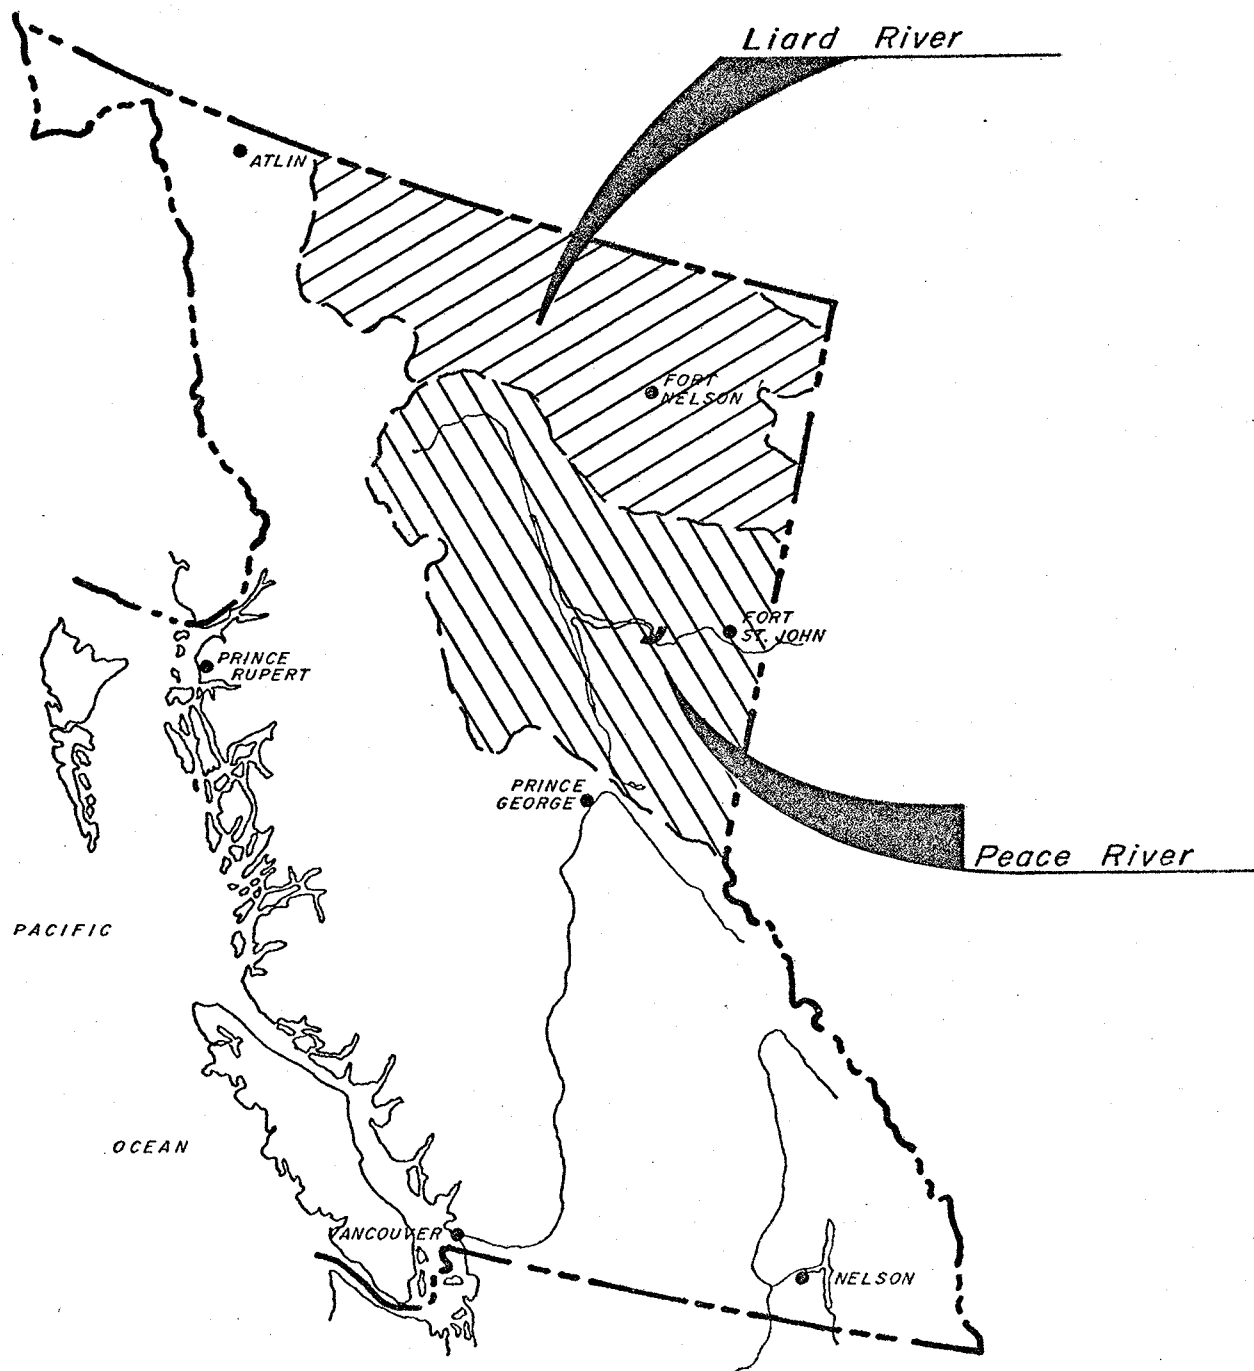 Liard River
ATLIN
FORT
NELSON
FORT
ST. JOHN
PRINCE
RUPERT
PRINCE
GEORGE
Peace River
PACIFIC
OCEAN
VANCOUVER
NELSON